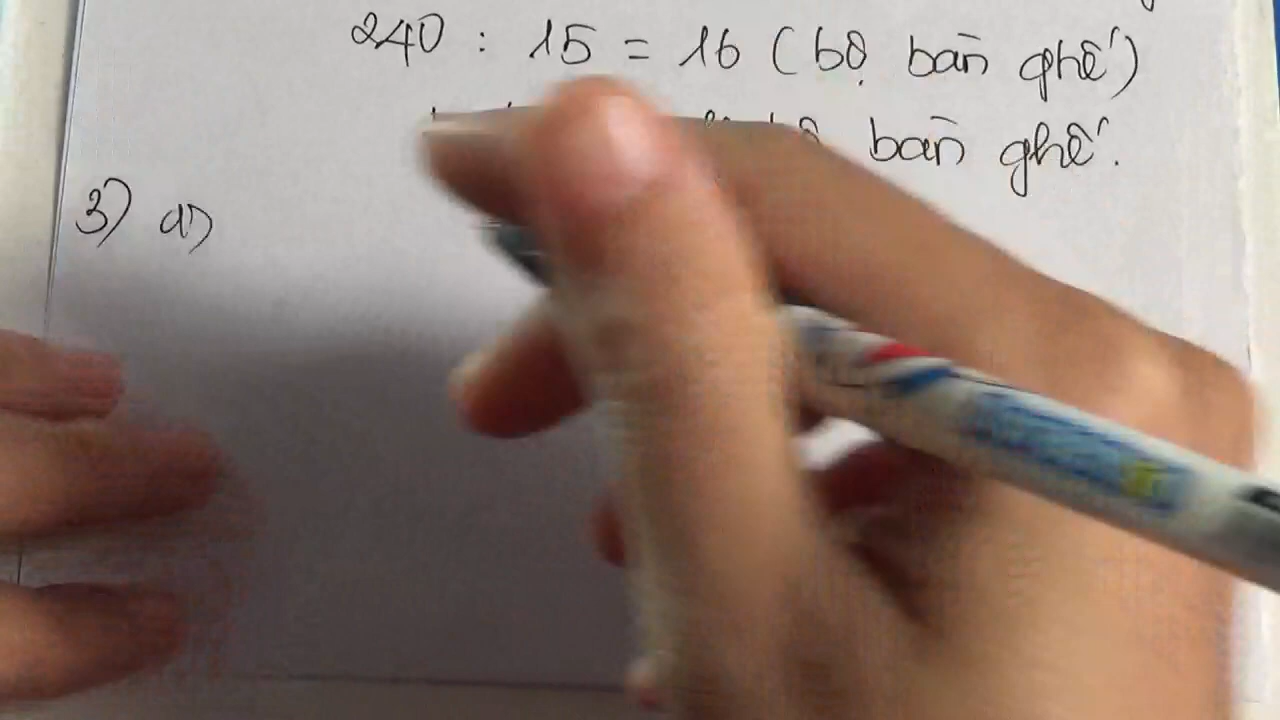 240 : 15 = 16 (bộ bàn ghế)
bàn ghế.
3) a)